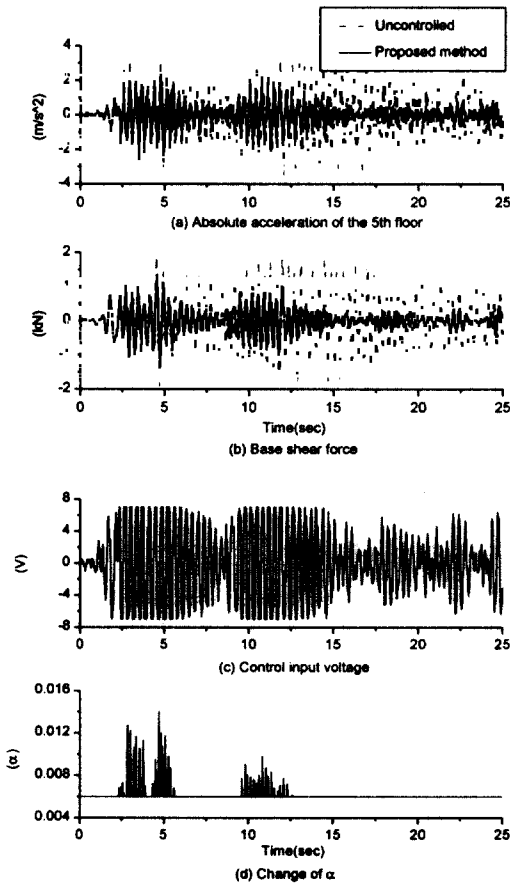 Uncontrolled
Proposed method
4
2
0
-2
-4
(m/s^2)
0 5 10 15 20 25
(a) Absolute acceleration of the 5th floor
2
1
0
-1
-2
(kN)
0 5 10 15 20 25
Time(sec)
(b) Base shear force
8
4
0
-4
-8
(V)
0 5 10 15 20 25
(c) Control input voltage
0.016
0.012
0.008
0.004
(α)
0 5 10 15 20 25
Time(sec)
(d) Change of α